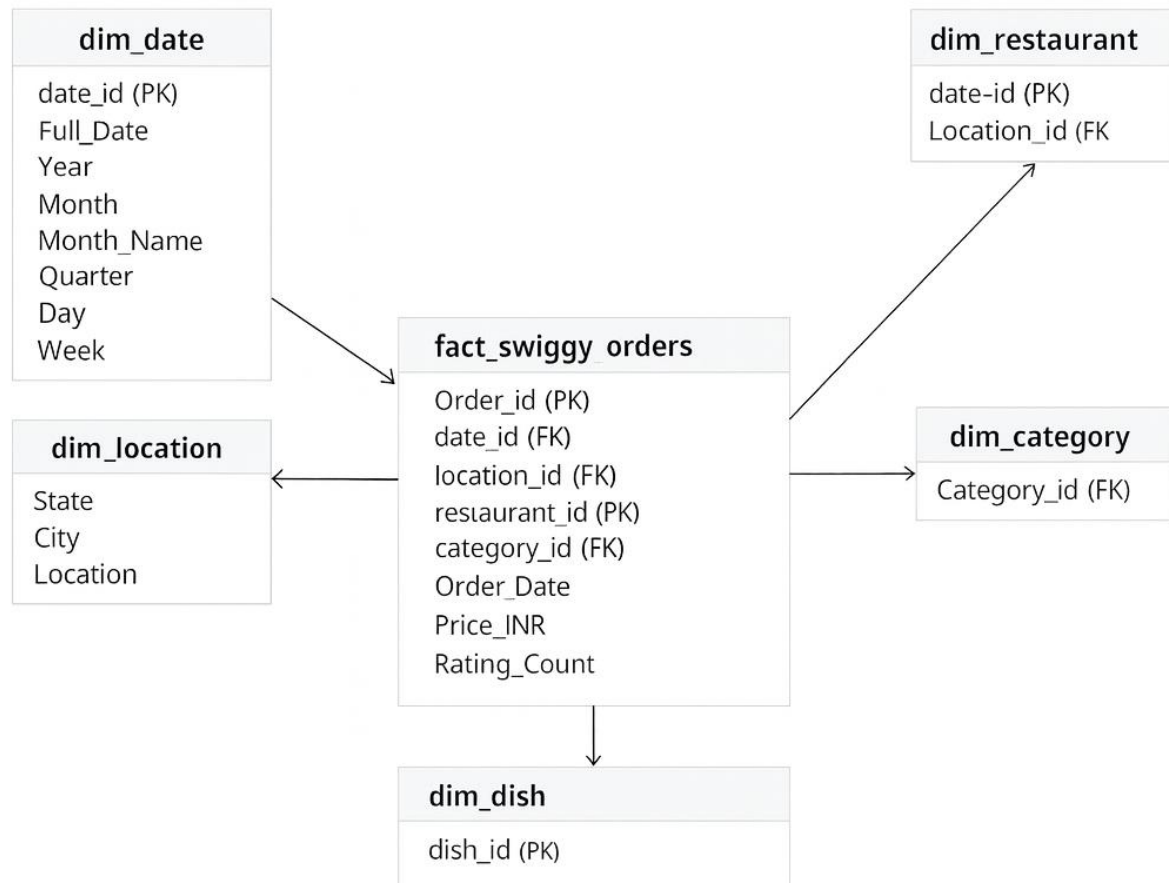 dim_date
date_id (PK)
Full_Date
Year
Month
Month_Name
Quarter
Day
Week
dim_location
State
City
Location
fact_swiggy_orders
Order_id (PK)
date_id (FK)
location_id (FK)
restaurant_id (PK)
category_id (FK)
Order_Date
Price_INR
Rating_Count
dim_dish
dish_id (PK)
dim_restaurant
date-id (PK)
Location_id (FK
dim_category
Category_id (FK)